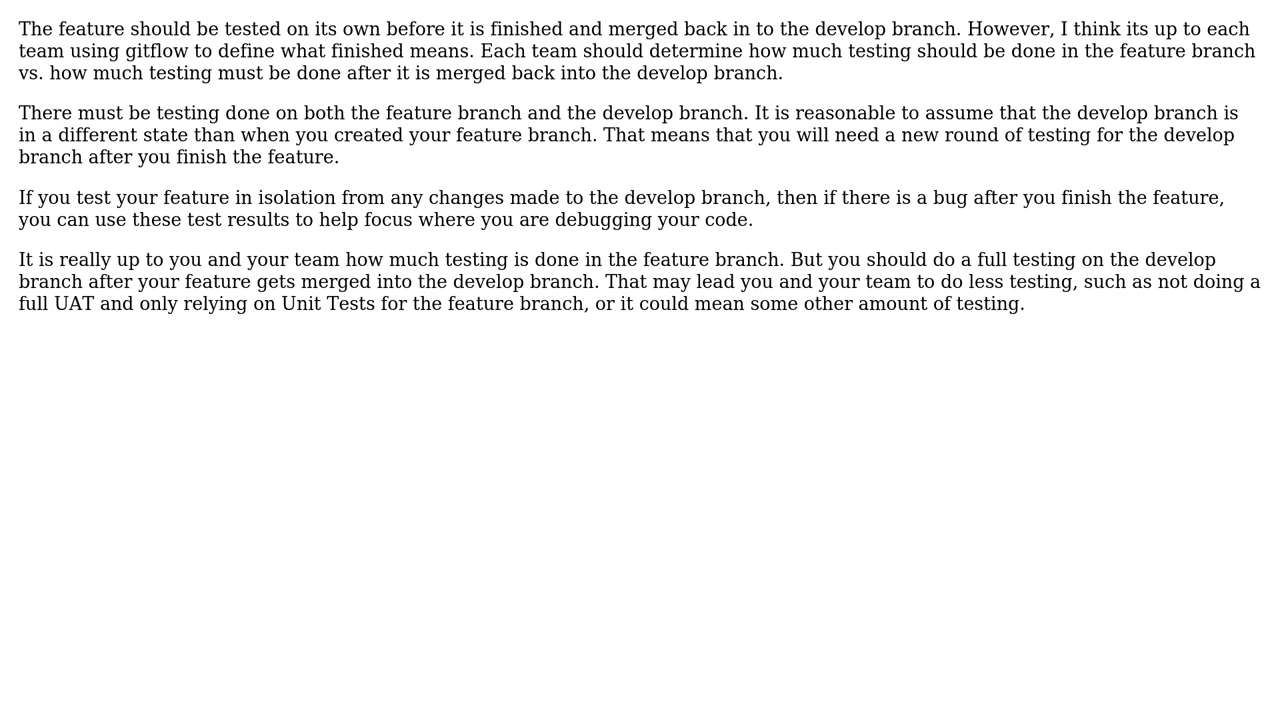 The feature should be tested on its own before it is finished and merged back in to the develop branch. However, I think its up to each
team using gitflow to define what finished means. Each team should determine how much testing should be done in the feature branch
vs. how much testing must be done after it is merged back into the develop branch.
There must be testing done on both the feature branch and the develop branch. It is reasonable to assume that the develop branch is
in a different state than when you created your feature branch. That means that you will need a new round of testing for the develop
branch after you finish the feature.
If you test your feature in isolation from any changes made to the develop branch, then if there is a bug after you finish the feature,
you can use these test results to help focus where you are debugging your code.
It is really up to you and your team how much testing is done in the feature branch. But you should do a full testing on the develop
branch after your feature gets merged into the develop branch. That may lead you and your team to do less testing, such as not doing a
full UAT and only relying on Unit Tests for the feature branch, or it could mean some other amount of testing.